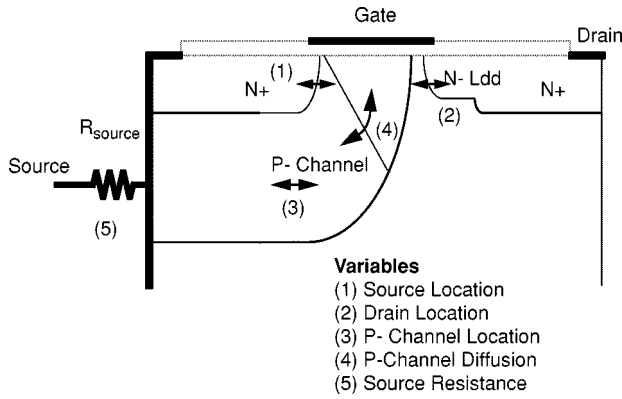 Gate
Drain
(1)
N+
N- Ldd
N+
(2)
Rsource
(4)
P- Channel
Source
(3)
(5)
Variables
(1) Source Location
(2) Drain Location
(3) P- Channel Location
(4) P-Channel Diffusion
(5) Source Resistance